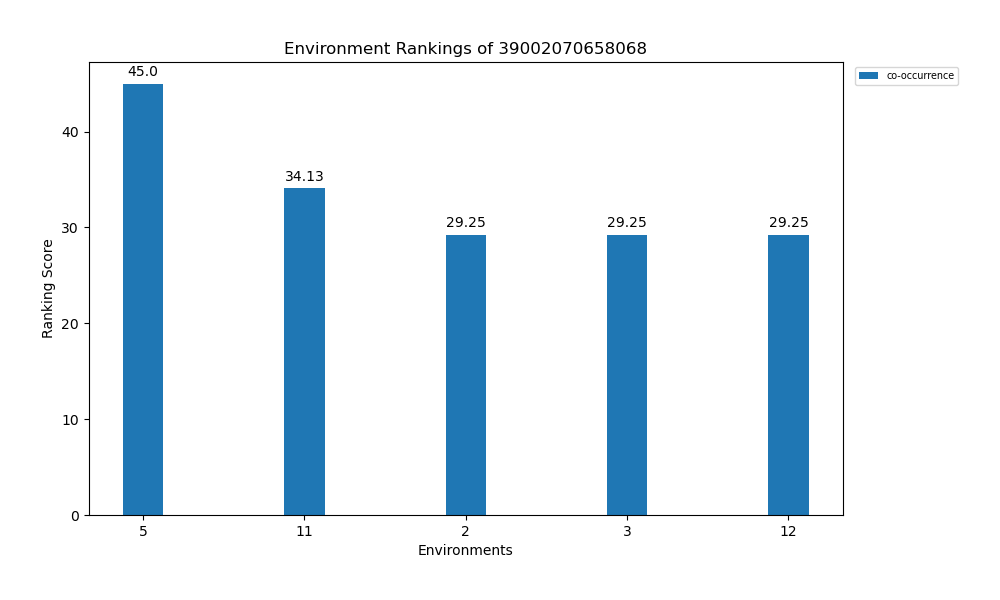 Environment Rankings of 39002070658068
co-occurrence
45.0
34.13
29.25
29.25
29.25
Ranking Score
40
30
20
10
0
5 11 2 3 12
Environments